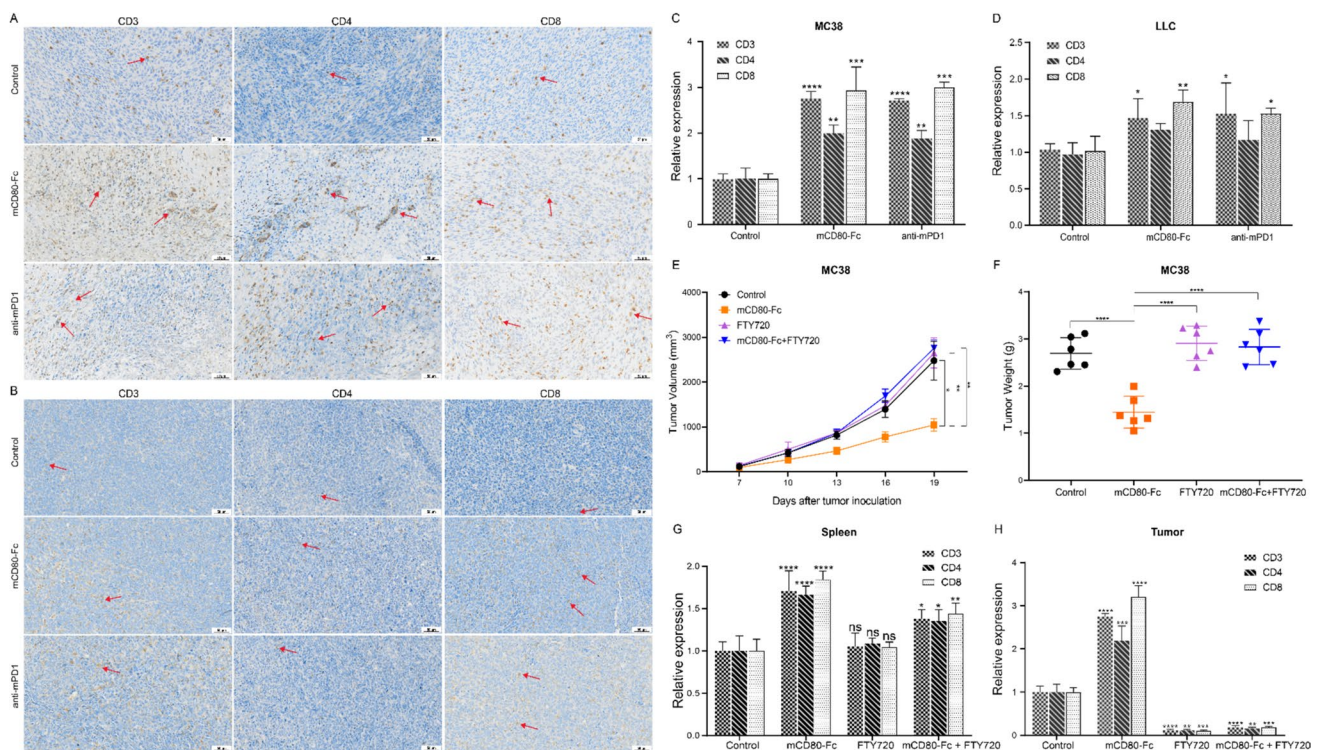 A
CD3 CD4 CD8
Control
mCD80-Fc
anti-mPD1
B
CD3 CD4 CD8
Control
mCD80-Fc
anti-mPD1
C
MC38
CD3
CD4
CD8
Relative expression
4
3
2
1
0
**** ** *** **** ** ***
Control mCD80-Fc anti-mPD1
D
LLC
CD3
CD4
CD8
Relative expression
2.5
2.0
1.5
1.0
0.5
0.0
* ** * *
Control mCD80-Fc anti-mPD1
E
MC38
Control
mCD80-Fc
FTY720
mCD80-Fc+FTY720
Tumor Volume (mm3)
4000
3000
2000
1000
0
* ** **
7 10 13 16 19
Days after tumor inoculation
F
MC38
Tumor Weight (g)
4
3
2
1
0
****
****
****
Control mCD80-Fc FTY720 mCD80-Fc+FTY720
G
Spleen
CD3
CD4
CD8
Relative expression
2.0
1.5
1.0
0.5
0.0
**** **** **** ns ns ns * * **
Control mCD80-Fc FTY720 mCD80-Fc + FTY720
H
Tumor
CD3
CD4
CD8
Relative expression
4
3
2
1
0
**** *** **** **** ** *** **** ** ***
Control mCD80-Fc FTY720 mCD80-Fc + FTY720